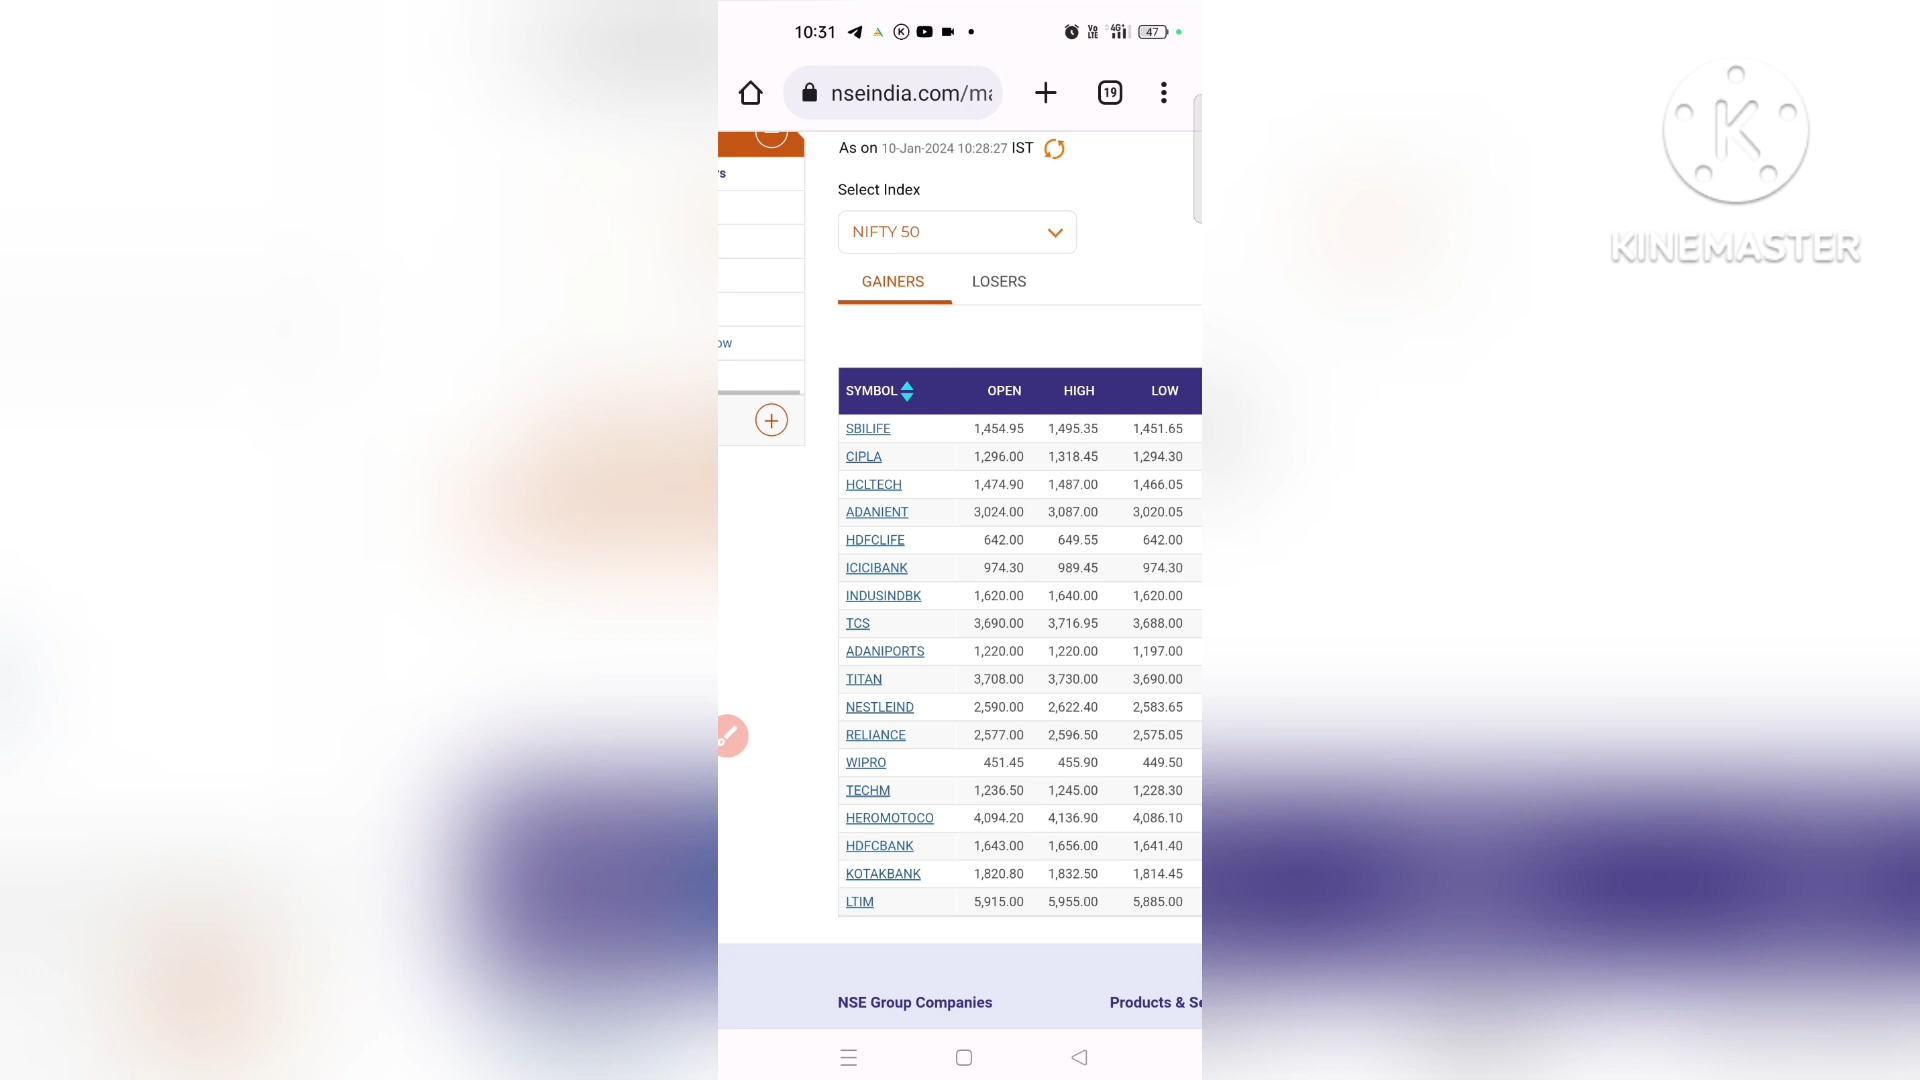 10:31
Vo LTE 4G+ 47
nseindia.com/ma
19
As on 10-Jan-2024 10:28:27 IST
Select Index
NIFTY 50
GAINERS LOSERS
SYMBOL OPEN HIGH LOW
SBILIFE 1,454.95 1,495.35 1,451.65
CIPLA 1,296.00 1,318.45 1,294.30
HCLTECH 1,474.90 1,487.00 1,466.05
ADANIENT 3,024.00 3,087.00 3,020.05
HDFCLIFE 642.00 649.55 642.00
ICICIBANK 974.30 989.45 974.30
INDUSINDBK 1,620.00 1,640.00 1,620.00
TCS 3,690.00 3,716.95 3,688.00
ADANIPORTS 1,220.00 1,220.00 1,197.00
TITAN 3,708.00 3,730.00 3,690.00
NESTLEIND 2,590.00 2,622.40 2,583.65
RELIANCE 2,577.00 2,596.50 2,575.05
WIPRO 451.45 455.90 449.50
TECHM 1,236.50 1,245.00 1,228.30
HEROMOTOCO 4,094.20 4,136.90 4,086.10
HDFCBANK 1,643.00 1,656.00 1,641.40
KOTAKBANK 1,820.80 1,832.50 1,814.45
LTIM 5,915.00 5,955.00 5,885.00
NSE Group Companies Products & Se
K
KINEMASTER